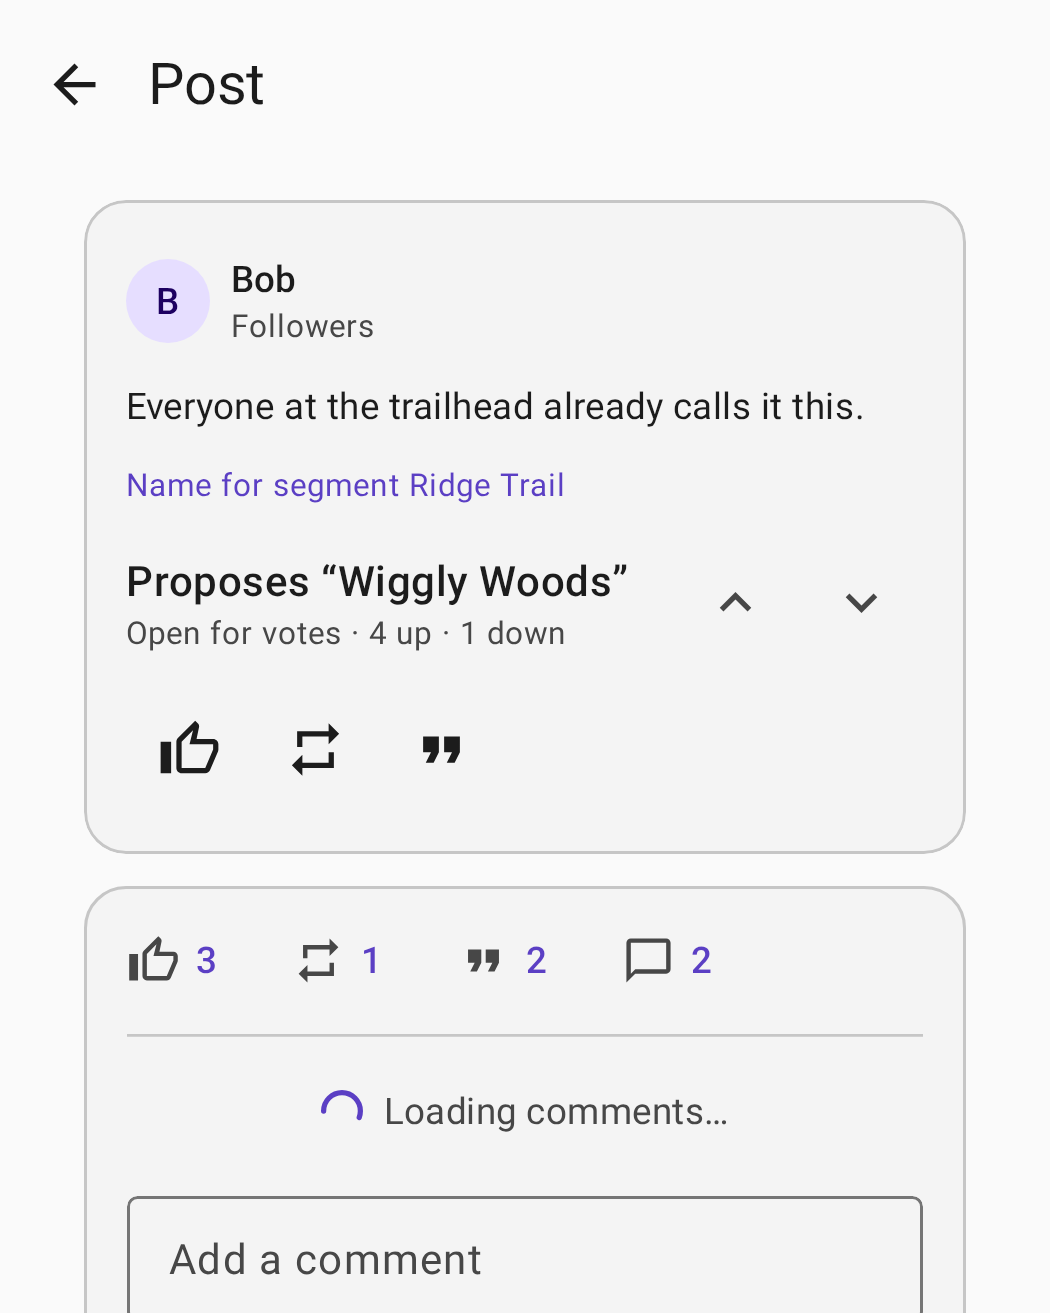 Post
B
Bob
Followers
Everyone at the trailhead already calls it this.
Name for segment Ridge Trail
Proposes “Wiggly Woods”
Open for votes · 4 up · 1 down
3 1 2 2
Loading comments…
Add a comment